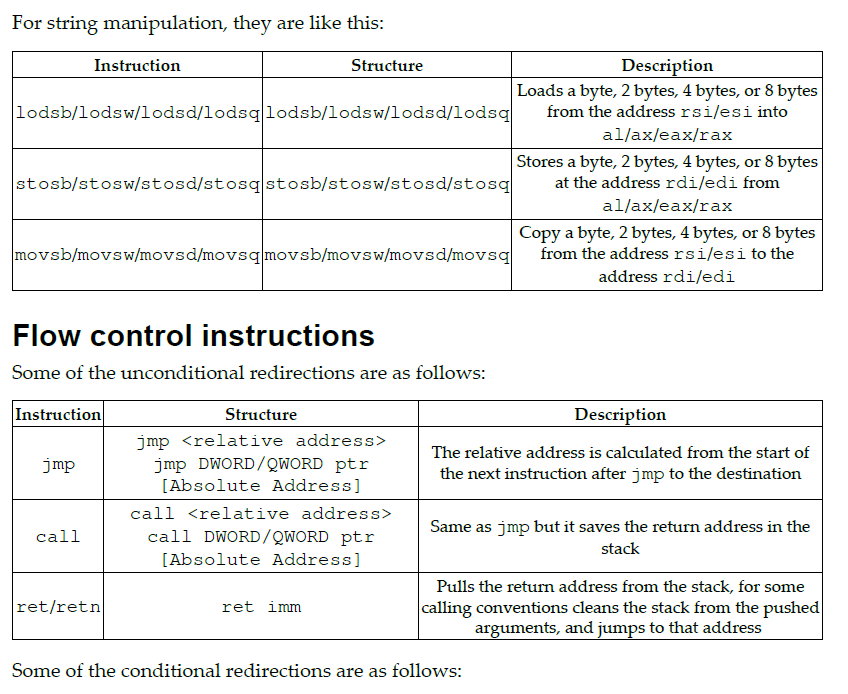 For string manipulation, they are like this:
Instruction Structure Description
lodsb/lodsw/lodsd/lodsq lodsb/lodsw/lodsd/lodsq Loads a byte, 2 bytes, 4 bytes, or 8 bytes
from the address rsi/esi into
al/ax/eax/rax
stosb/stosw/stosd/stosq stosb/stosw/stosd/stosq Stores a byte, 2 bytes, 4 bytes, or 8 bytes
at the address rdi/edi from
al/ax/eax/rax
movsb/movsw/movsd/movsq movsb/movsw/movsd/movsq Copy a byte, 2 bytes, 4 bytes, or 8 bytes
from the address rsi/esi to the
address rdi/edi
Flow control instructions
Some of the unconditional redirections are as follows:
Instruction Structure Description
jmp
jmp <relative address>
jmp DWORD/QWORD ptr
[Absolute Address]
The relative address is calculated from the start of
the next instruction after jmp to the destination
call
call <relative address>
call DWORD/QWORD ptr
[Absolute Address]
Same as jmp but it saves the return address in the
stack
ret/retn
ret imm
Pulls the return address from the stack, for some
calling conventions cleans the stack from the pushed
arguments, and jumps to that address
Some of the conditional redirections are as follows: